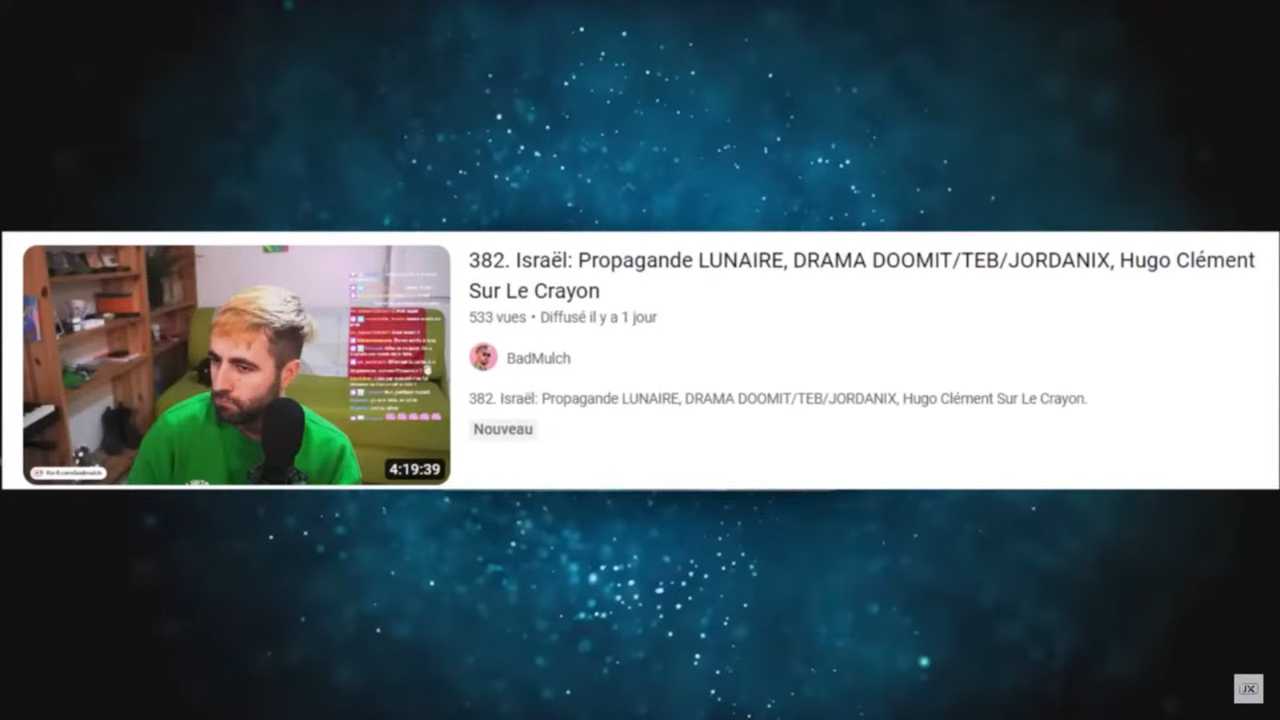 382. Israël: Propagande LUNAIRE, DRAMA DOOMIT/TEB/JORDANIX, Hugo Clément
Sur Le Crayon
533 vues • Diffusé il y a 1 jour
BadMulch
382. Israël: Propagande LUNAIRE, DRAMA DOOMIT/TEB/JORDANIX, Hugo Clément Sur Le Crayon.
Nouveau
4:19:39
JX